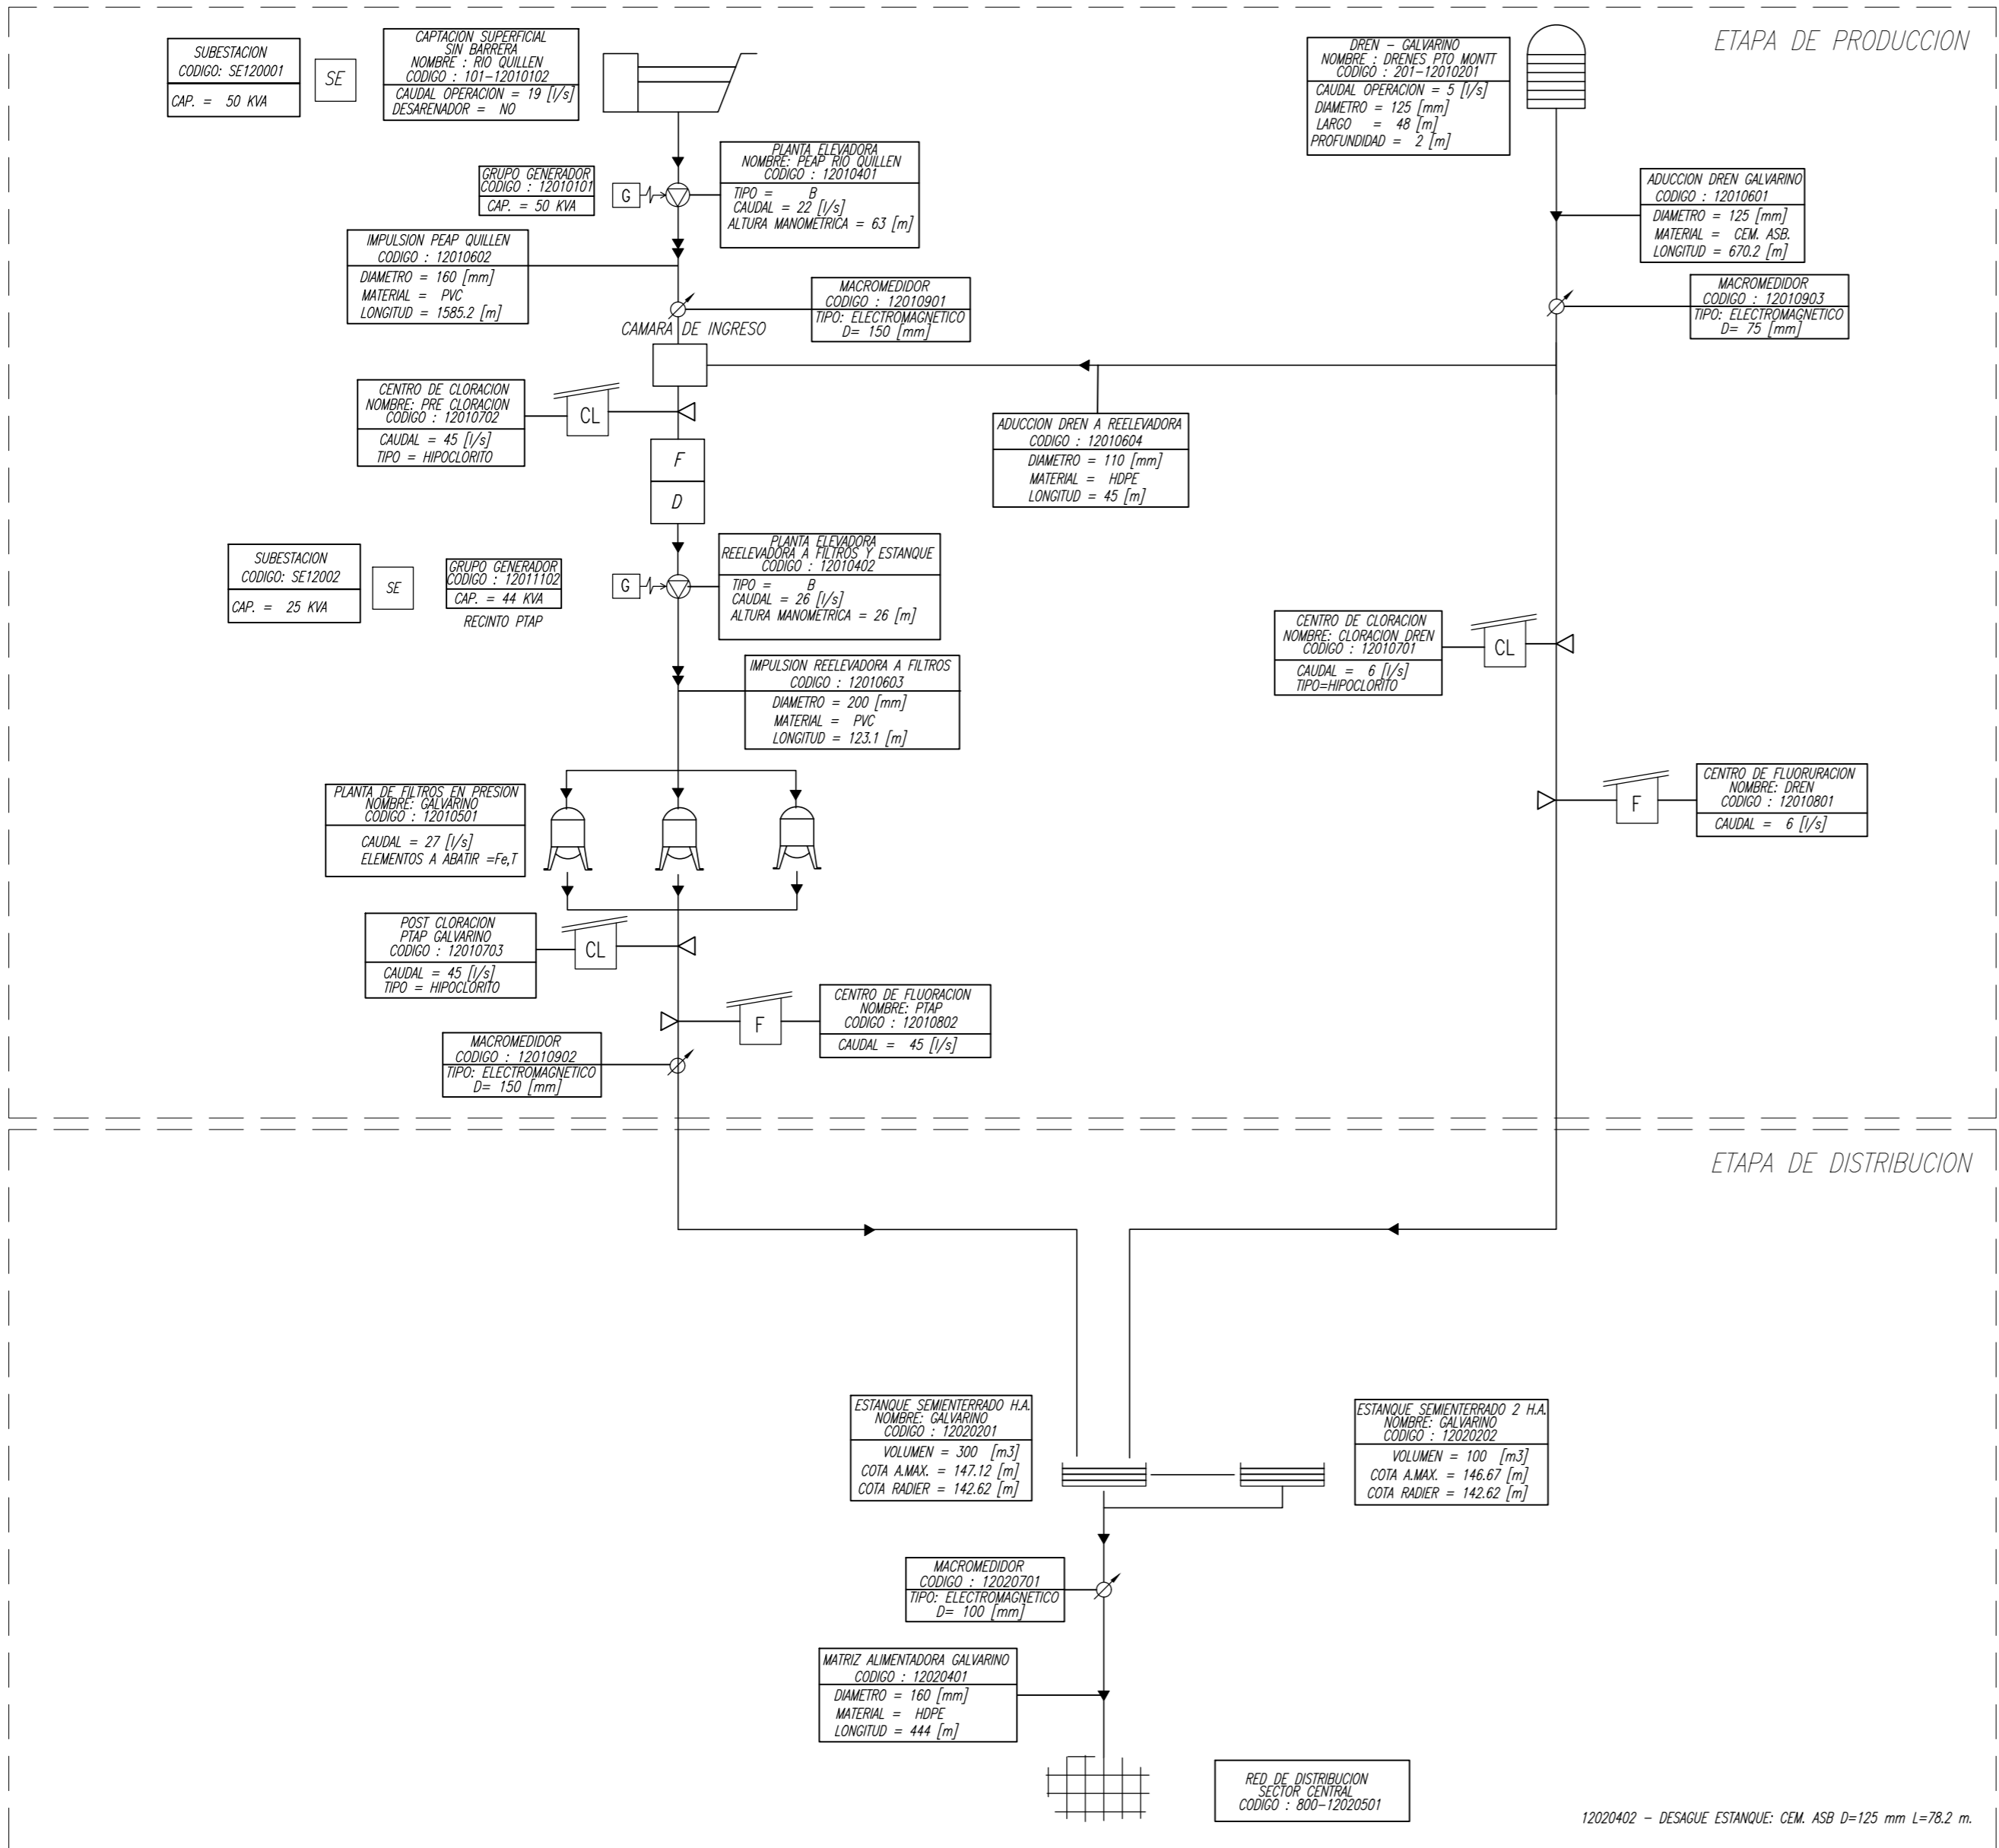 ETAPA DE PRODUCCION
SUBESTACION
CODIGO: SE120001
CAP. = 50 KVA
SE
CAPTACION SUPERFICIAL
SIN BARRERA
NOMBRE : RIO QUILLEN
CODIGO : 101-12010102
CAUDAL OPERACION = 19 [l/s]
DESARENADOR = NO
DREN - GALVARINO
NOMBRE : DRENES PTO MONTT
CODIGO : 201-12010201
CAUDAL OPERACION = 5 [l/s]
DIAMETRO = 125 [mm]
LARGO = 48 [m]
PROFUNDIDAD = 2 [m]
GRUPO GENERADOR
CODIGO : 12010101
CAP. = 50 KVA
G
PLANTA ELEVADORA
NOMBRE: PEAP RIO QUILLEN
CODIGO : 12010401
TIPO = B
CAUDAL = 22 [l/s]
ALTURA MANOMETRICA = 63 [m]
ADUCCION DREN GALVARINO
CODIGO : 12010601
DIAMETRO = 125 [mm]
MATERIAL = CEM. ASB.
LONGITUD = 670.2 [m]
IMPULSION PEAP QUILLEN
CODIGO : 12010602
DIAMETRO = 160 [mm]
MATERIAL = PVC
LONGITUD = 1585.2 [m]
MACROMEDIDOR
CODIGO : 12010901
TIPO: ELECTROMAGNETICO
D= 150 [mm]
MACROMEDIDOR
CODIGO : 12010903
TIPO: ELECTROMAGNETICO
D= 75 [mm]
CAMARA DE INGRESO
CENTRO DE CLORACION
NOMBRE: PRE CLORACION
CODIGO : 12010702
CAUDAL = 45 [l/s]
TIPO = HIPOCLORITO
CL
F
D
ADUCCION DREN A REELEVADORA
CODIGO : 12010604
DIAMETRO = 110 [mm]
MATERIAL = HDPE
LONGITUD = 45 [m]
SUBESTACION
CODIGO: SE12002
CAP. = 25 KVA
SE
GRUPO GENERADOR
CODIGO : 12011102
CAP. = 44 KVA
RECINTO PTAP
G
PLANTA ELEVADORA
REELEVADORA A FILTROS Y ESTANQUE
CODIGO : 12010402
TIPO = B
CAUDAL = 26 [l/s]
ALTURA MANOMETRICA = 26 [m]
CENTRO DE CLORACION
NOMBRE: CLORACION DREN
CODIGO : 12010701
CAUDAL = 6 [l/s]
TIPO=HIPOCLORITO
CL
IMPULSION REELEVADORA A FILTROS
CODIGO : 12010603
DIAMETRO = 200 [mm]
MATERIAL = PVC
LONGITUD = 123.1 [m]
PLANTA DE FILTROS EN PRESION
NOMBRE: GALVARINO
CODIGO : 12010501
CAUDAL = 27 [l/s]
ELEMENTOS A ABATIR =Fe,T
F
CENTRO DE FLUORURACION
NOMBRE: DREN
CODIGO : 12010801
CAUDAL = 6 [l/s]
POST CLORACION
PTAP GALVARINO
CODIGO : 12010703
CAUDAL = 45 [l/s]
TIPO = HIPOCLORITO
CL
F
CENTRO DE FLUORACION
NOMBRE: PTAP
CODIGO : 12010802
CAUDAL = 45 [l/s]
MACROMEDIDOR
CODIGO : 12010902
TIPO: ELECTROMAGNETICO
D= 150 [mm]
ETAPA DE DISTRIBUCION
ESTANQUE SEMIENTERRADO H.A.
NOMBRE: GALVARINO
CODIGO : 12020201
VOLUMEN = 300 [m3]
COTA A.MAX. = 147.12 [m]
COTA RADIER = 142.62 [m]
ESTANQUE SEMIENTERRADO 2 H.A.
NOMBRE: GALVARINO
CODIGO : 12020202
VOLUMEN = 100 [m3]
COTA A.MAX. = 146.67 [m]
COTA RADIER = 142.62 [m]
MACROMEDIDOR
CODIGO : 12020701
TIPO: ELECTROMAGNETICO
D= 100 [mm]
MATRIZ ALIMENTADORA GALVARINO
CODIGO : 12020401
DIAMETRO = 160 [mm]
MATERIAL = HDPE
LONGITUD = 444 [m]
RED DE DISTRIBUCION
SECTOR CENTRAL
CODIGO : 800-12020501
12020402 - DESAGUE ESTANQUE: CEM. ASB D=125 mm L=78.2 m.